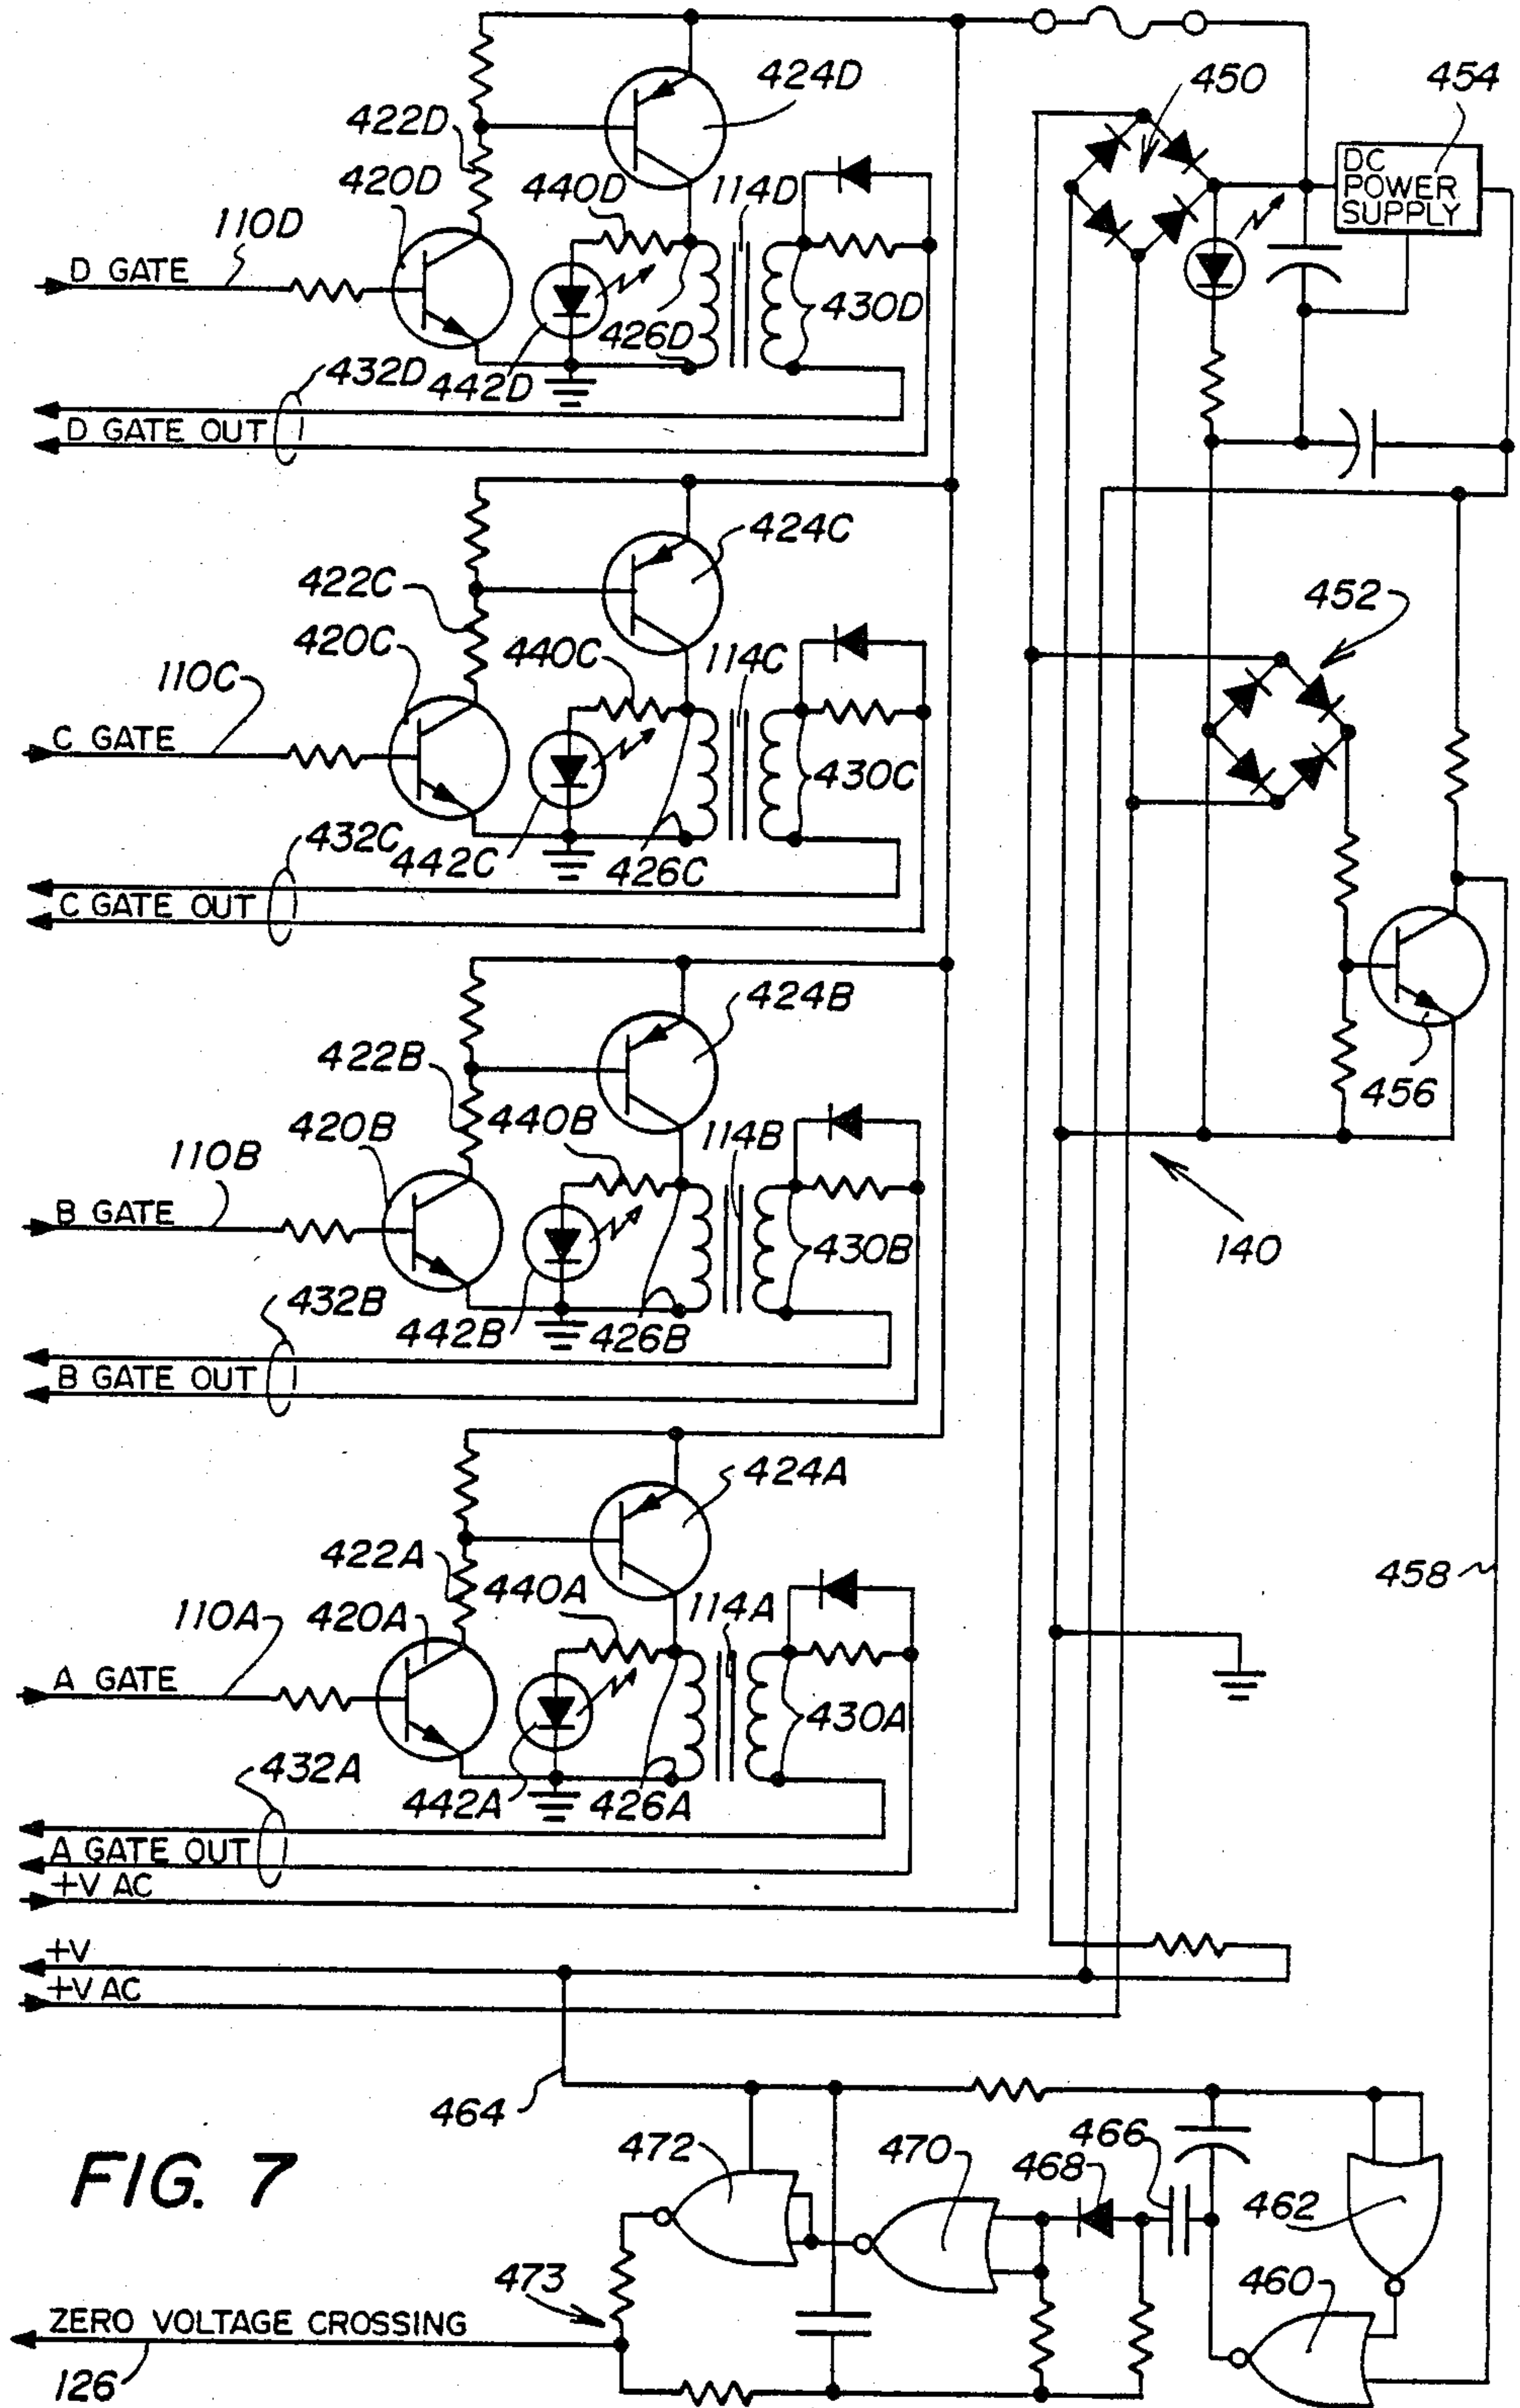 450
454
424D
422D
DC
POWER
SUPPLY
420D
440D
114D
110D
D GATE
430D
426D
432D
442D
D GATE OUT
424C
422C
452
420C
440C
114C
110C
C GATE
430C
432C
442C
426C
C GATE OUT
424B
422B
456
420B
440B
114B
110B
B GATE
430B
140
432B
442B
426B
B GATE OUT
424A
422A
440A
458
110A
420A
114A
A GATE
430A
432A
442A
426A
A GATE OUT
+V AC
+V
+V AC
464
FIG. 7
472
470
468
466
462
473
460
ZERO VOLTAGE CROSSING
126